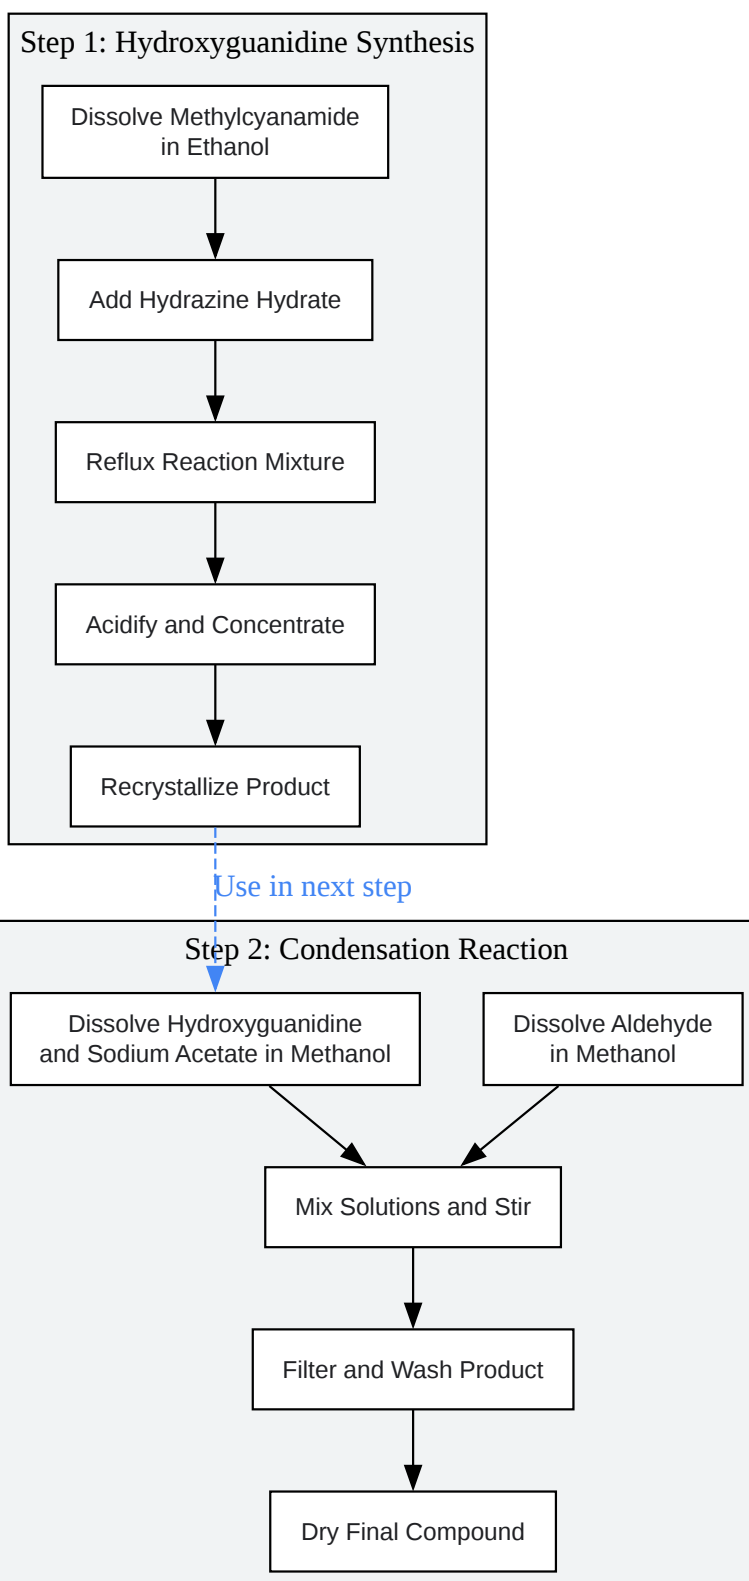 Step 1: Hydroxyguanidine Synthesis
Dissolve Methylcyanamide
in Ethanol
Add Hydrazine Hydrate
Reflux Reaction Mixture
Acidify and Concentrate
Recrystallize Product
Use in next step
Step 2: Condensation Reaction
Dissolve Hydroxyguanidine
and Sodium Acetate in Methanol
Dissolve Aldehyde
in Methanol
Mix Solutions and Stir
Filter and Wash Product
Dry Final Compound